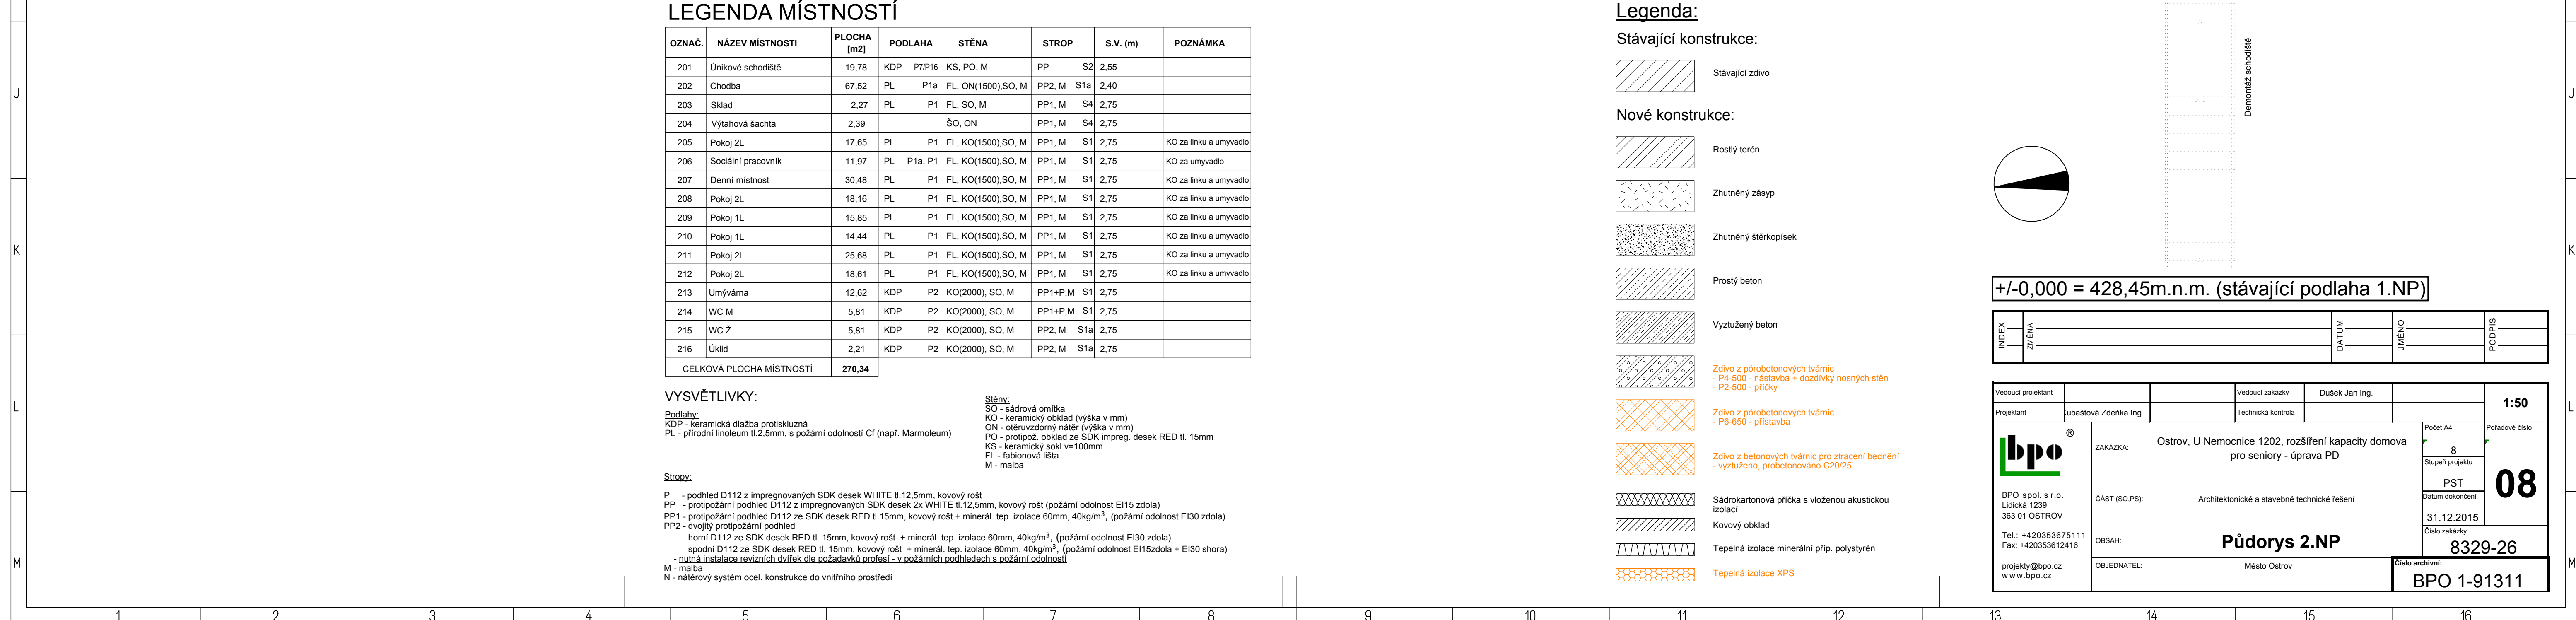 LEGENDA MÍSTNOSTÍ
OZNAČ. NÁZEV MÍSTNOSTI PLOCHA [m2] PODLAHA STĚNA STROP S.V. (m) POZNÁMKA
201 Únikové schodiště 19,78 KDP P7/P16 KS, PO, M PP S2 2,55
202 Chodba 67,52 PL P1a FL, ON(1500),SO, M PP2, M S1a 2,40
203 Sklad 2,27 PL P1 FL, SO, M PP1, M S4 2,75
204 Výtahová šachta 2,39 ŠO, ON PP1, M S4 2,75
205 Pokoj 2L 17,65 PL P1 FL, KO(1500),SO, M PP1, M S1 2,75 KO za linku a umyvadlo
206 Sociální pracovník 11,97 PL P1a, P1 FL, KO(1500),SO, M PP1, M S1 2,75 KO za umyvadlo
207 Denní místnost 30,48 PL P1 FL, KO(1500),SO, M PP1, M S1 2,75 KO za linku a umyvadlo
208 Pokoj 2L 18,16 PL P1 FL, KO(1500),SO, M PP1, M S1 2,75 KO za linku a umyvadlo
209 Pokoj 1L 15,85 PL P1 FL, KO(1500),SO, M PP1, M S1 2,75 KO za linku a umyvadlo
210 Pokoj 1L 14,44 PL P1 FL, KO(1500),SO, M PP1, M S1 2,75 KO za linku a umyvadlo
211 Pokoj 2L 25,68 PL P1 FL, KO(1500),SO, M PP1, M S1 2,75 KO za linku a umyvadlo
212 Pokoj 2L 18,61 PL P1 FL, KO(1500),SO, M PP1, M S1 2,75 KO za linku a umyvadlo
213 Umývárna 12,62 KDP P2 KO(2000), SO, M PP1+P,M S1 2,75
214 WC M 5,81 KDP P2 KO(2000), SO, M PP1+P,M S1 2,75
215 WC Ž 5,81 KDP P2 KO(2000), SO, M PP2, M S1a 2,75
216 Úklid 2,21 KDP P2 KO(2000), SO, M PP2, M S1a 2,75
CELKOVÁ PLOCHA MÍSTNOSTÍ 270,34
VYSVĚTLIVKY:
Podlahy:
KDP - keramická dlažba protiskluzná
PL - přírodní linoleum tl.2,5mm, s požární odolností Cf (např. Marmoleum)
Stěny:
SO - sádrová omítka
KO - keramický obklad (výška v mm)
ON - otěruvzdorný nátěr (výška v mm)
PO - protipož. obklad ze SDK impreg. desek RED tl. 15mm
KS - keramický sokl v=100mm
FL - fabionová lišta
M - malba
Stropy:
P - podhled D112 z impregnovaných SDK desek WHITE tl.12,5mm, kovový rošt
PP - protipožární podhled D112 z impregnovaných SDK desek 2x WHITE tl.12,5mm, kovový rošt (požární odolnost EI15 zdola)
PP1 - protipožární podhled D112 ze SDK desek RED tl.15mm, kovový rošt + minerál. tep. izolace 60mm, 40kg/m³, (požární odolnost EI30 zdola)
PP2 - dvojitý protipožární podhled
horní D112 ze SDK desek RED tl. 15mm, kovový rošt + minerál. tep. izolace 60mm, 40kg/m³, (požární odolnost EI30 zdola)
spodní D112 ze SDK desek RED tl. 15mm, kovový rošt + minerál. tep. izolace 60mm, 40kg/m³, (požární odolnost EI15zdola + EI30 shora)
- nutná instalace revizních dvířek dle požadavků profesí - v požárních podhledech s požární odolností
M - malba
N - nátěrový systém ocel. konstrukce do vnitřního prostředí
Legenda:
Stávající konstrukce:
Stávající zdivo
Nové konstrukce:
Rostlý terén
Zhutněný zásyp
Zhutněný štěrkopísek
Prostý beton
Vyztužený beton
Zdivo z pórobetonových tvárnic
- P4-500 - nástavba + dozdívky nosných stěn
- P2-500 - příčky
Zdivo z pórobetonových tvárnic
- P6-650 - přístavba
Zdivo z betonových tvárnic pro ztracení bednění
- vyztuženo, probetonováno C20/25
Sádrokartonová příčka s vloženou akustickou
izolací
Kovový obklad
Tepelná izolace minerální příp. polystyrén
Tepelná izolace XPS
Demontáž schodiště
+/-0,000 = 428,45m.n.m. (stávající podlaha 1.NP)
INDEX ZMĚNA DATUM JMÉNO PODPIS
Vedoucí projektant Vedoucí zakázky Dušek Jan Ing. 1:50
Projektant Kubaštová Zdeňka Ing. Technická kontrola
bpo ®
BPO spol. s r.o.
Lidická 1239
363 01 OSTROV
Tel.: +420353675111
Fax: +420353612416
projekty@bpo.cz
www.bpo.cz
ZAKÁZKA: Ostrov, U Nemocnice 1202, rozšíření kapacity domova
pro seniory - úprava PD
ČÁST (SO,PS): Architektonické a stavebně technické řešení
OBSAH: Půdorys 2.NP
OBJEDNATEL: Město Ostrov
Počet A4
8
Stupeň projektu
PST
Datum dokončení
31.12.2015
Pořadové číslo
08
Číslo zakázky
8329-26
Číslo archivní:
BPO 1-91311
J
K
L
M
J
K
L
M
1 2 3 4 5 6 7 8 9 10 11 12 13 14 15 16